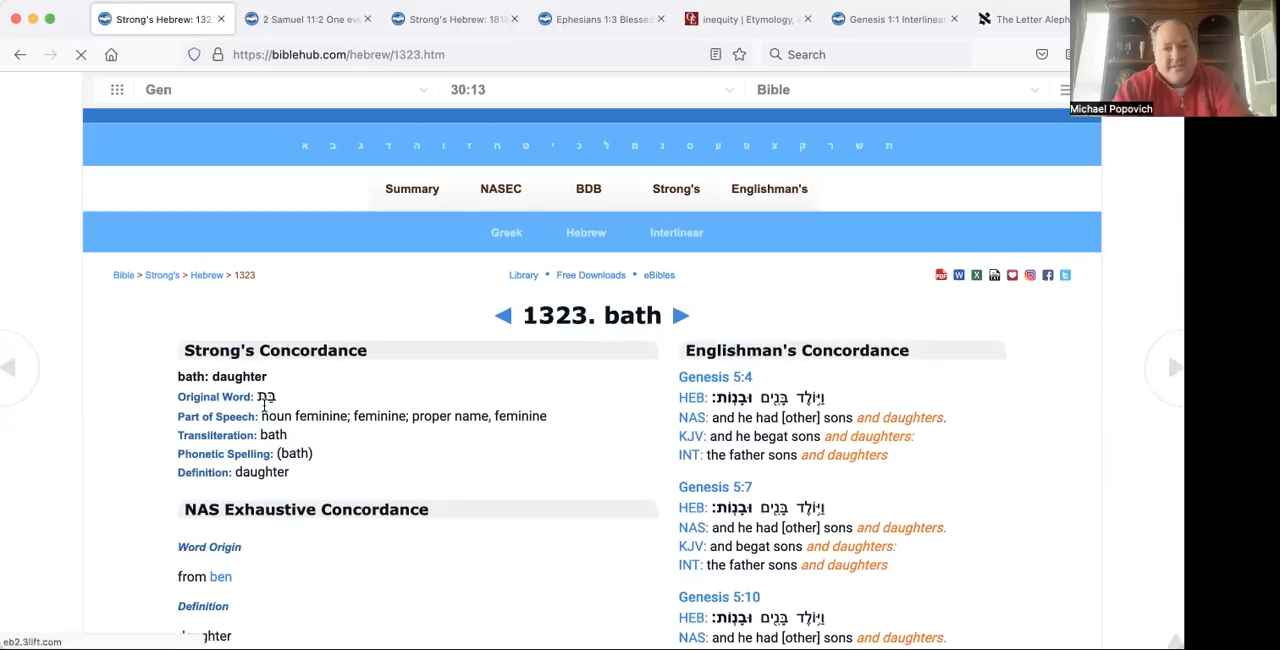 Strong's Hebrew: 132
2 Samuel 11:2 One eve
Strong's Hebrew: 181
Ephesians 1:3 Blessed
inequity | Etymology,
Genesis 1:1 Interlinear
The Letter Aleph
https://biblehub.com/hebrew/1323.htm
Search
Michael Popovich
Gen 30:13 Bible
א ב ג ד ה ו ז ח ט י כ ל מ נ ס ע פ צ ק ר ש ת
Summary NASEC BDB Strong's Englishman's
Greek Hebrew Interlinear
Bible > Strong's > Hebrew > 1323
Library • Free Downloads • eBibles
◀ 1323. bath ▶
Strong's Concordance
bath: daughter
Original Word: בַּת
Part of Speech: noun feminine; feminine; proper name, feminine
Transliteration: bath
Phonetic Spelling: (bath)
Definition: daughter
NAS Exhaustive Concordance
Word Origin
from ben
Definition
Englishman's Concordance
Genesis 5:4
HEB: וַיּ֥וֹלֶד בָּנִ֖ים וּבָנֽוֹת׃
NAS: and he had [other] sons and daughters.
KJV: and he begat sons and daughters:
INT: the father sons and daughters
Genesis 5:7
HEB: וַיּ֥וֹלֶד בָּנִ֖ים וּבָנֽוֹת׃
NAS: and he had [other] sons and daughters.
KJV: and begat sons and daughters:
INT: the father sons and daughters
Genesis 5:10
HEB: וַיּ֥וֹלֶד בָּנִ֖ים וּבָנֽוֹת׃
NAS: and he had [other] sons and daughters.
eb2.3lift.com